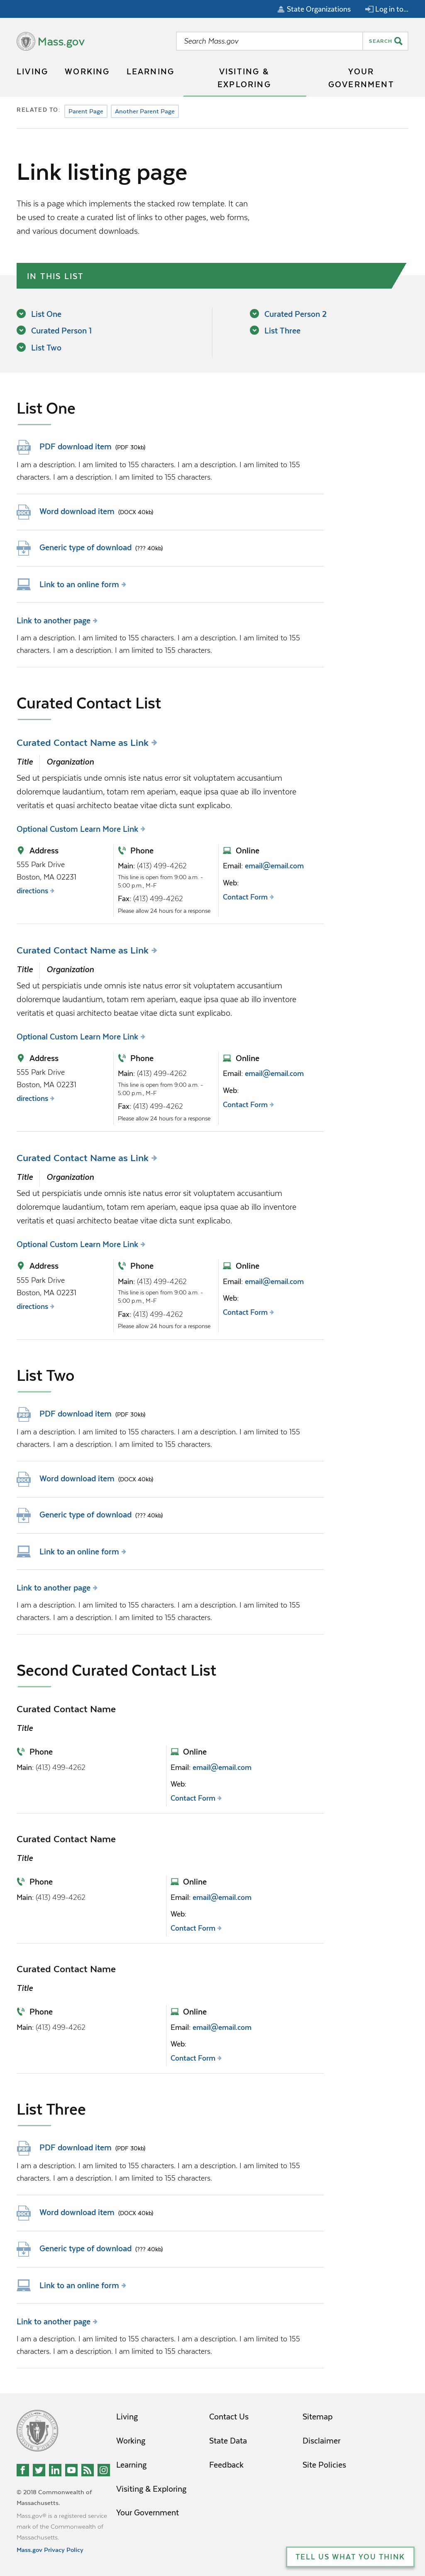 State Organizations
Log in to...
Mass.gov
Search Mass.gov
SEARCH
LIVING
WORKING
LEARNING
VISITING &
EXPLORING
YOUR
GOVERNMENT
RELATED TO:
Parent Page
Another Parent Page
Link listing page
This is a page which implements the stacked row template. It can
be used to create a curated list of links to other pages, web forms,
and various document downloads.
IN THIS LIST
List One
Curated Person 1
List Two
Curated Person 2
List Three
List One
PDF download item (PDF 30kb)
I am a description. I am limited to 155 characters. I am a description. I am limited to 155
characters. I am a description. I am limited to 155 characters.
Word download item (DOCX 40kb)
Generic type of download (??? 40kb)
Link to an online form
Link to another page
I am a description. I am limited to 155 characters. I am a description. I am limited to 155
characters. I am a description. I am limited to 155 characters.
Curated Contact List
Curated Contact Name as Link
Title
Organization
Sed ut perspiciatis unde omnis iste natus error sit voluptatem accusantium
doloremque laudantium, totam rem aperiam, eaque ipsa quae ab illo inventore
veritatis et quasi architecto beatae vitae dicta sunt explicabo.
Optional Custom Learn More Link
Address
555 Park Drive
Boston, MA 02231
directions
Phone
Main: (413) 499-4262
This line is open from 9:00 a.m. -
5:00 p.m., M-F
Fax: (413) 499-4262
Please allow 24 hours for a response
Online
Email: email@email.com
Web:
Contact Form
Curated Contact Name as Link
Title
Organization
Sed ut perspiciatis unde omnis iste natus error sit voluptatem accusantium
doloremque laudantium, totam rem aperiam, eaque ipsa quae ab illo inventore
veritatis et quasi architecto beatae vitae dicta sunt explicabo.
Optional Custom Learn More Link
Address
555 Park Drive
Boston, MA 02231
directions
Phone
Main: (413) 499-4262
This line is open from 9:00 a.m. -
5:00 p.m., M-F
Fax: (413) 499-4262
Please allow 24 hours for a response
Online
Email: email@email.com
Web:
Contact Form
Curated Contact Name as Link
Title
Organization
Sed ut perspiciatis unde omnis iste natus error sit voluptatem accusantium
doloremque laudantium, totam rem aperiam, eaque ipsa quae ab illo inventore
veritatis et quasi architecto beatae vitae dicta sunt explicabo.
Optional Custom Learn More Link
Address
555 Park Drive
Boston, MA 02231
directions
Phone
Main: (413) 499-4262
This line is open from 9:00 a.m. -
5:00 p.m., M-F
Fax: (413) 499-4262
Please allow 24 hours for a response
Online
Email: email@email.com
Web:
Contact Form
List Two
PDF download item (PDF 30kb)
I am a description. I am limited to 155 characters. I am a description. I am limited to 155
characters. I am a description. I am limited to 155 characters.
Word download item (DOCX 40kb)
Generic type of download (??? 40kb)
Link to an online form
Link to another page
I am a description. I am limited to 155 characters. I am a description. I am limited to 155
characters. I am a description. I am limited to 155 characters.
Second Curated Contact List
Curated Contact Name
Title
Phone
Main: (413) 499-4262
Online
Email: email@email.com
Web:
Contact Form
Curated Contact Name
Title
Phone
Main: (413) 499-4262
Online
Email: email@email.com
Web:
Contact Form
Curated Contact Name
Title
Phone
Main: (413) 499-4262
Online
Email: email@email.com
Web:
Contact Form
List Three
PDF download item (PDF 30kb)
I am a description. I am limited to 155 characters. I am a description. I am limited to 155
characters. I am a description. I am limited to 155 characters.
Word download item (DOCX 40kb)
Generic type of download (??? 40kb)
Link to an online form
Link to another page
I am a description. I am limited to 155 characters. I am a description. I am limited to 155
characters. I am a description. I am limited to 155 characters.
Living
Working
Learning
Visiting & Exploring
Your Government
Contact Us
State Data
Feedback
Sitemap
Disclaimer
Site Policies
© 2018 Commonwealth of
Massachusetts.
Mass.gov® is a registered service
mark of the Commonwealth of
Massachusetts.
Mass.gov Privacy Policy
TELL US WHAT YOU THINK